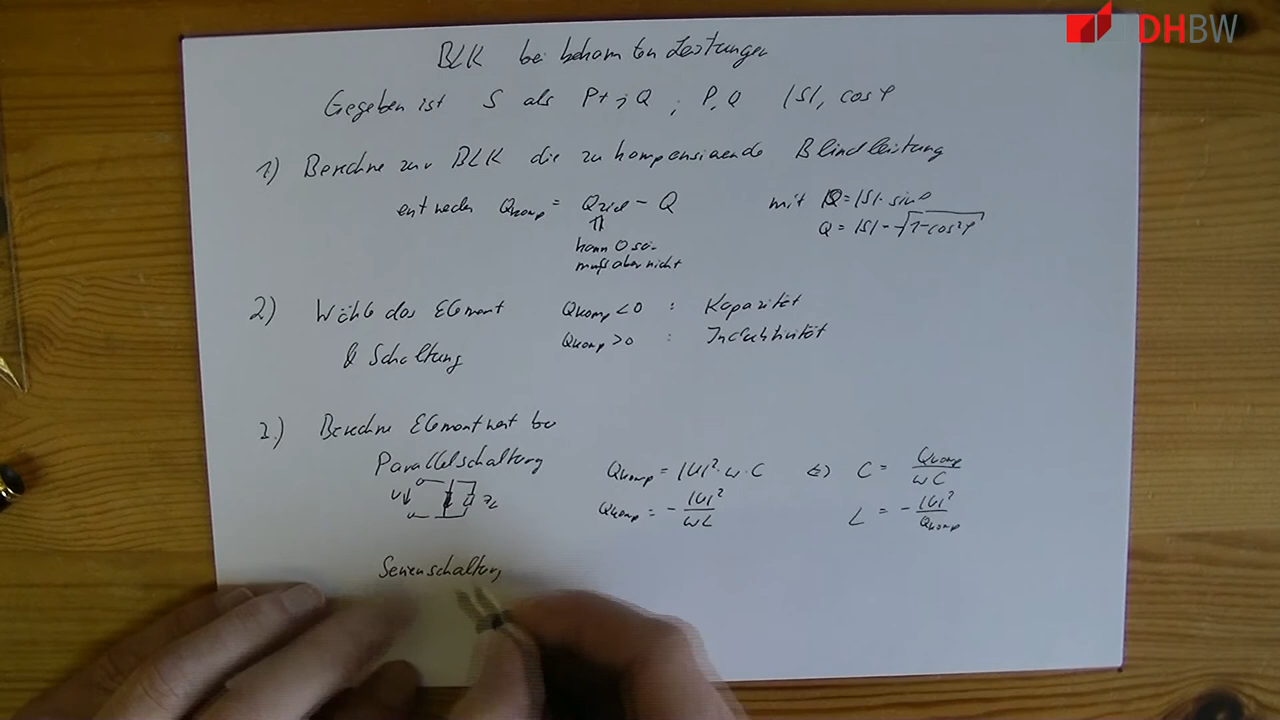 DHBW
BLK bei bekannten Leistungen
Gegeben ist S als P+jQ ; P,Q |S|, cos φ
1) Berechne zur BLK die zu kompensierende Blindleistung
entweder Qkomp = Qziel - Q mit Q = |S| · sin φ
⇑ Q = |S| · √1-cos²φ
kann 0 sein
muß aber nicht
2) Wähle das Element Qkomp < 0 : Kapazität
& Schaltung Qkomp > 0 : Induktivität
2.) Berechne Elementwert bei
Parallelschaltung Qkomp = |U|² · ω · C ⇔ C = Qkomp / ωC
U ZL Qkomp = - |U|² / ωL L = - |U|² / Qkomp
Serienschaltung